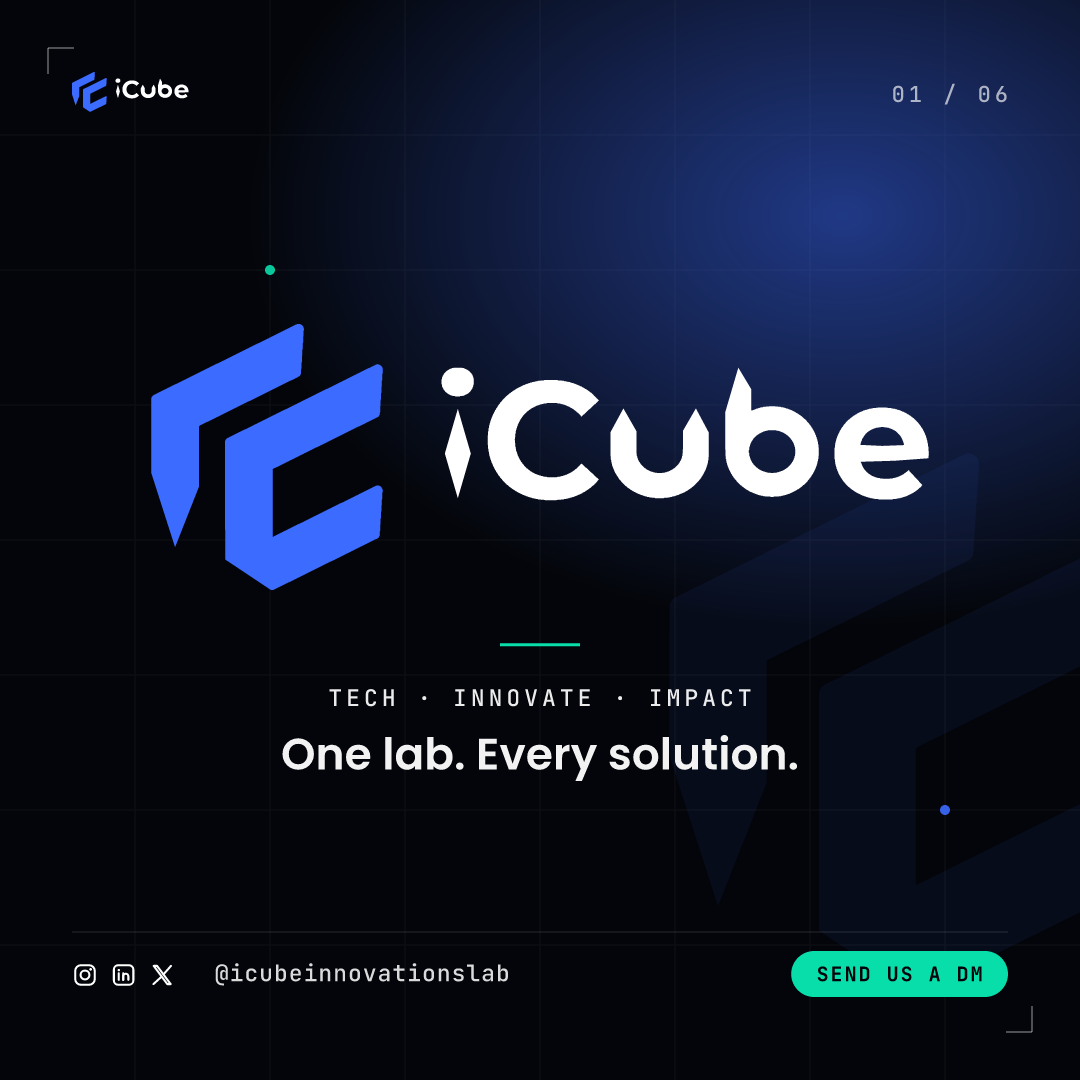 iCube
01 / 06
iCube
TECH · INNOVATE · IMPACT
One lab. Every solution.
@icubeinnovationslab
SEND US A DM